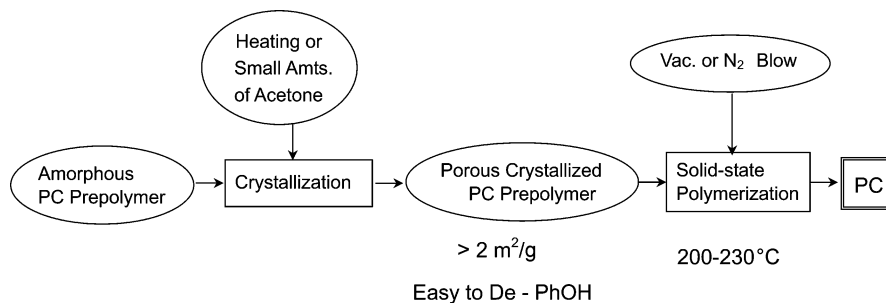 Heating or
Small Amts.
of Acetone
Vac. or N₂ Blow
Amorphous
PC Prepolymer
Crystallization
Porous Crystallized
PC Prepolymer
Solid-state
Polymerization
PC
> 2 m²/g
200-230°C
Easy to De - PhOH